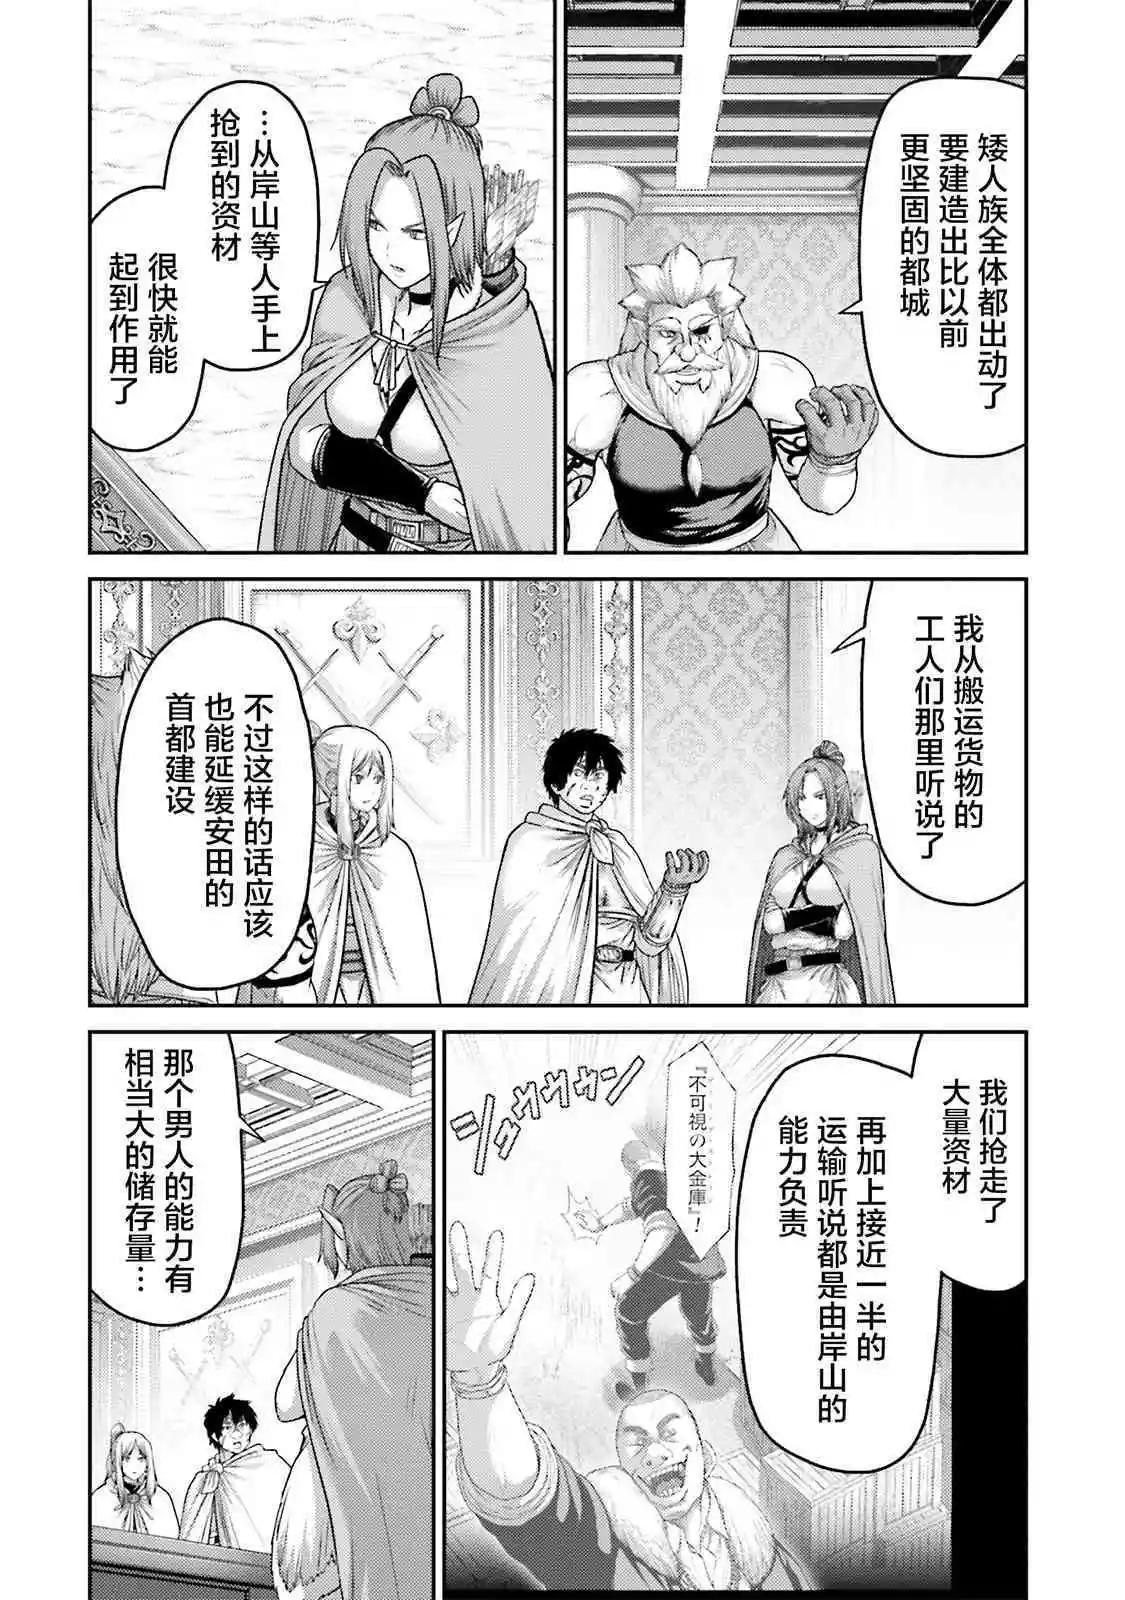 矮人族全体都出动了
要建造出比以前
更坚固的都城
…从岸山等人手上
抢到的资材
很快就能
起到作用了
我从搬运货物的
工人们那里听说了
不过这样的话应该
也能延缓安田的
首都建设
我们抢走了
大量资材
再加上接近一半的
运输听说都是由岸山的
能力负责
『不可視の大金庫』！
シュウウウウン
那个男人的能力有
相当大的储存量…